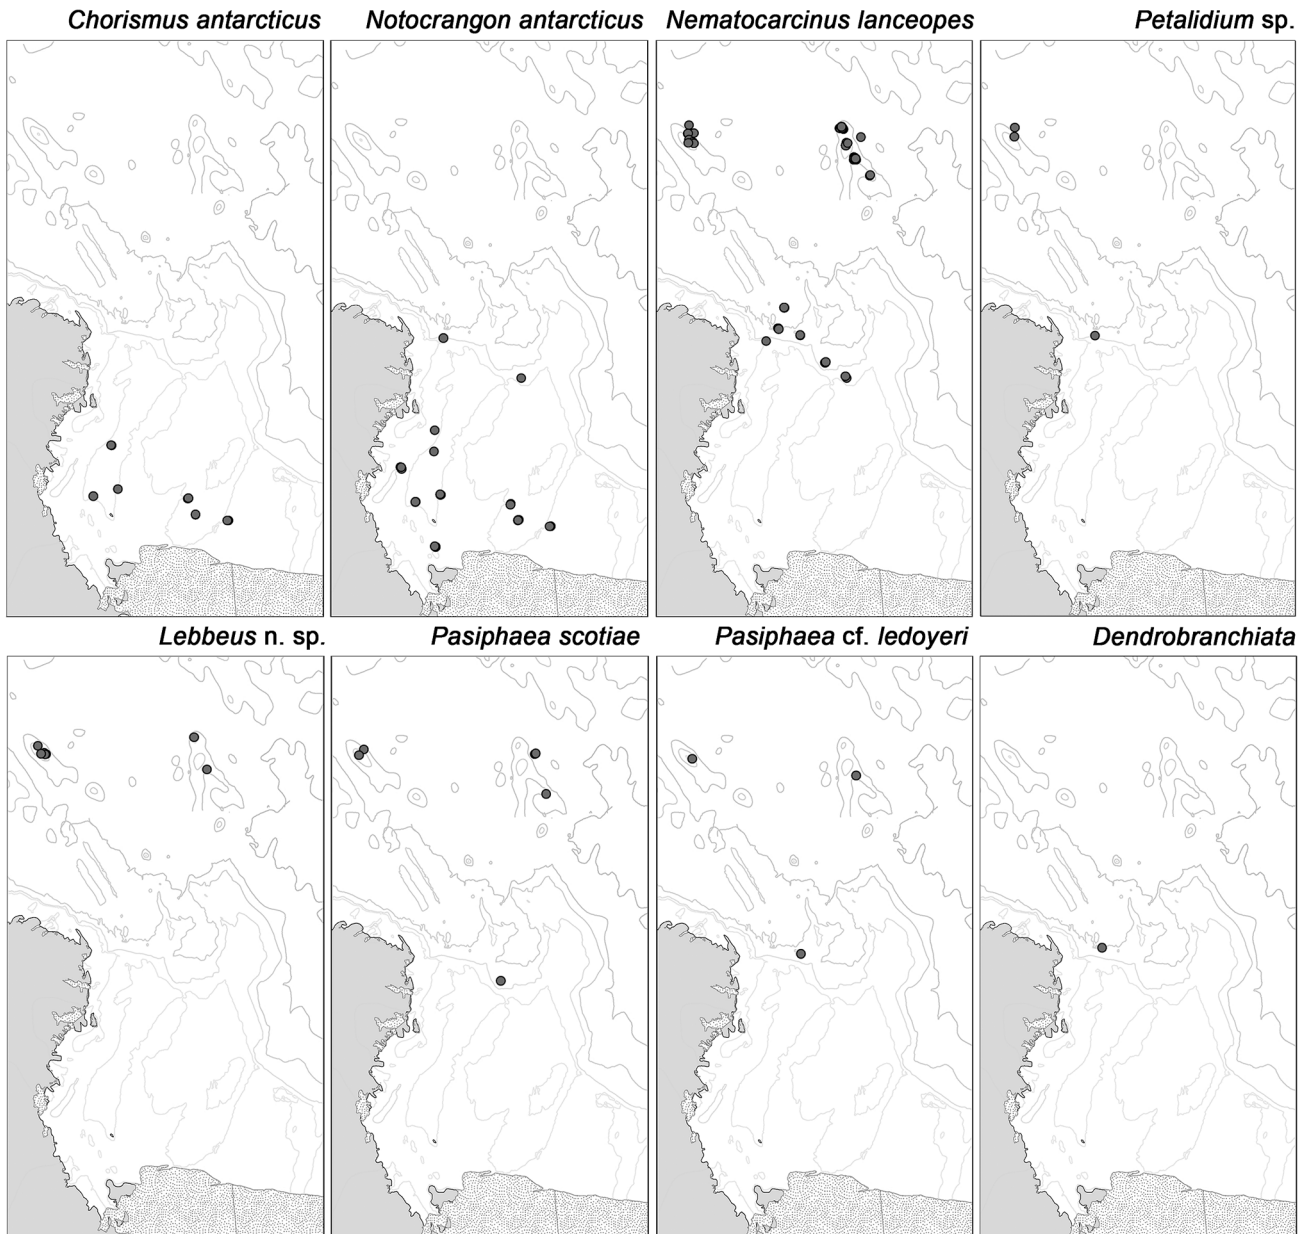 Chorismus antarcticus
Notocrangon antarcticus
Nematocarcinus lanceopes
Petalidium sp.
Lebbeus n. sp.
Pasiphaea scotiae
Pasiphaea cf. ledoyeri
Dendrobranchiata